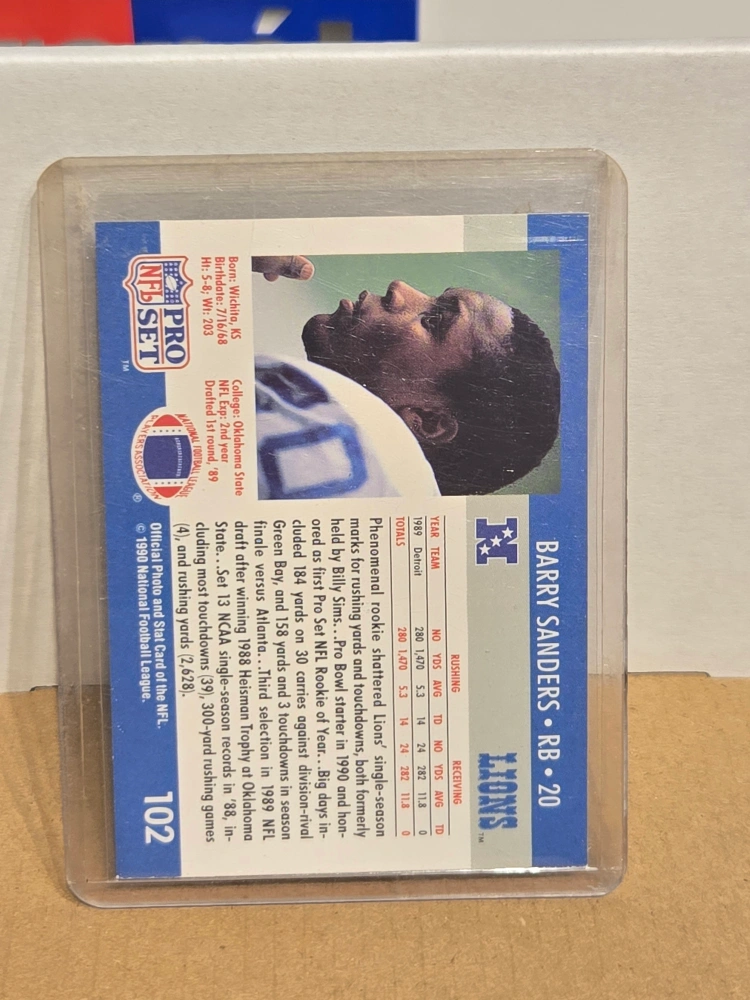 BARRY SANDERS • RB • 20
N
LIONS™
RUSHING RECEIVING
YEAR TEAM NO YDS AVG TD NO YDS AVG TD
1989 Detroit 280 1,470 5.3 14 24 282 11.8 0
TOTALS 280 1,470 5.3 14 24 282 11.8 0
Phenomenal rookie shattered Lions' single-season
marks for rushing yards and touchdowns, both formerly
held by Billy Sims...Pro Bowl starter in 1990 and hon-
ored as first Pro Set NFL Rookie of Year...Big days in-
cluded 184 yards on 30 carries against division-rival
Green Bay, and 158 yards and 3 touchdowns in season
finale versus Atlanta...Third selection in 1989 NFL
draft after winning 1988 Heisman Trophy at Oklahoma
State...Set 13 NCAA single-season records in '88, in-
cluding most touchdowns (39), 300-yard rushing games
(4), and rushing yards (2,628).
Born: Wichita, KS
Birthdate: 7/16/68
Ht: 5-8; Wt: 203
College: Oklahoma State
NFL Exp: 2nd year
Drafted 1st round, '89
PRO
NFL SET™
NATIONAL FOOTBALL LEAGUE
PLAYERS ASSOCIATION®
Official Photo and Stat Card of the NFL.
© 1990 National Football League.
102